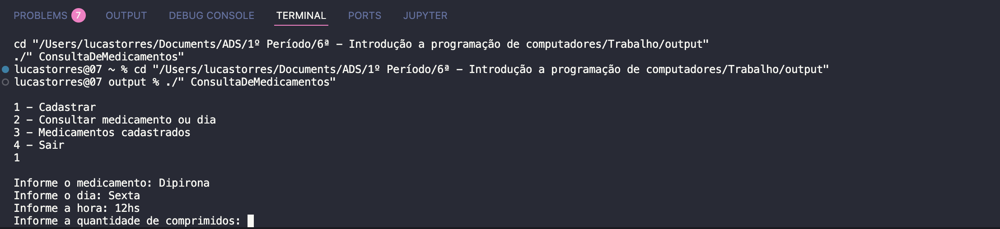 PROBLEMS 7 OUTPUT DEBUG CONSOLE TERMINAL PORTS JUPYTER
cd "/Users/lucastorres/Documents/ADS/1º Período/6ª - Introdução a programação de computadores/Trabalho/output"
./" ConsultaDeMedicamentos"
lucastorres@07 ~ % cd "/Users/lucastorres/Documents/ADS/1º Período/6ª - Introdução a programação de computadores/Trabalho/output"
lucastorres@07 output % ./" ConsultaDeMedicamentos"
1 - Cadastrar
2 - Consultar medicamento ou dia
3 - Medicamentos cadastrados
4 - Sair
1
Informe o medicamento: Dipirona
Informe o dia: Sexta
Informe a hora: 12hs
Informe a quantidade de comprimidos: